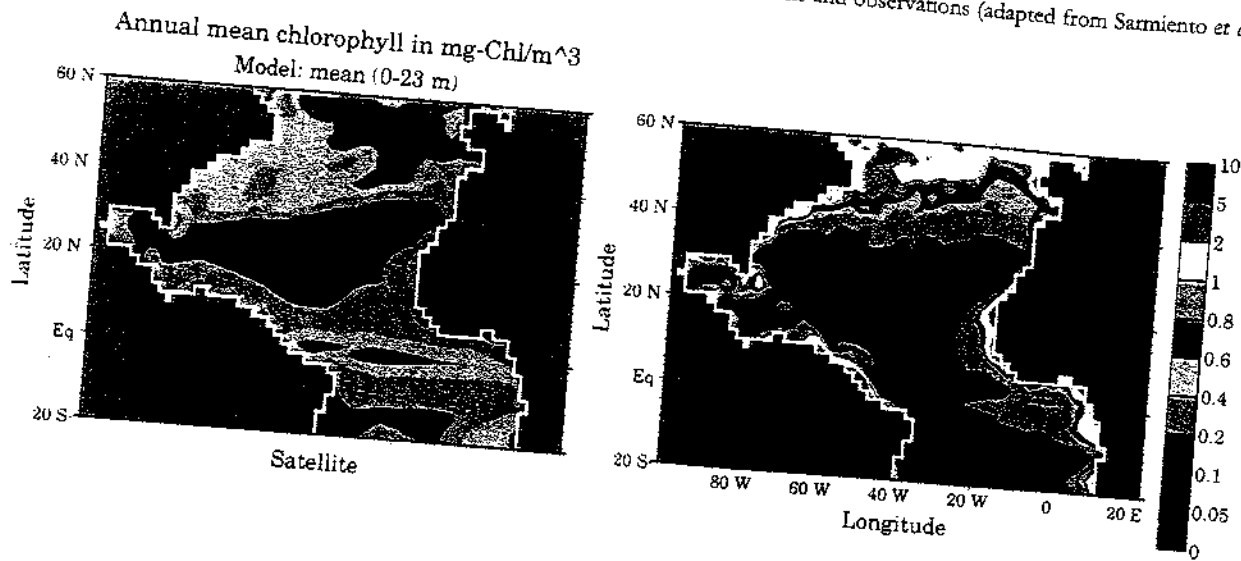 and observations (adapted from Sarmiento et
Annual mean chlorophyll in mg-Chl/m^3
Model: mean (0-23 m)
60 N
40 N
20 N
Eq
20 S
Latitude
Satellite
60 N
40 N
20 N
Eq
20 S
Latitude
80 W 60 W 40 W 20 W 0 20 E
Longitude
10
5
2
1
0.8
0.6
0.4
0.2
0.1
0.05
0